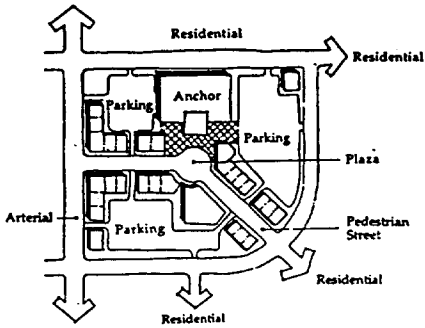 Residential
Residential
Parking
Anchor
Parking
Plaza
Arterial
Parking
Pedestrian
Street
Residential
Residential